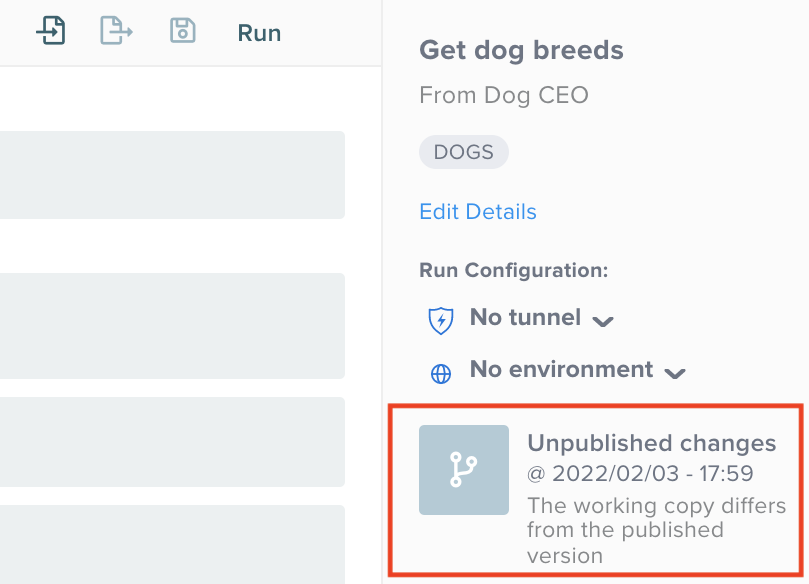 Run
Get dog breeds
From Dog CEO
DOGS
Edit Details
Run Configuration:
No tunnel
No environment
Unpublished changes
@ 2022/02/03 - 17:59
The working copy differs
from the published
version